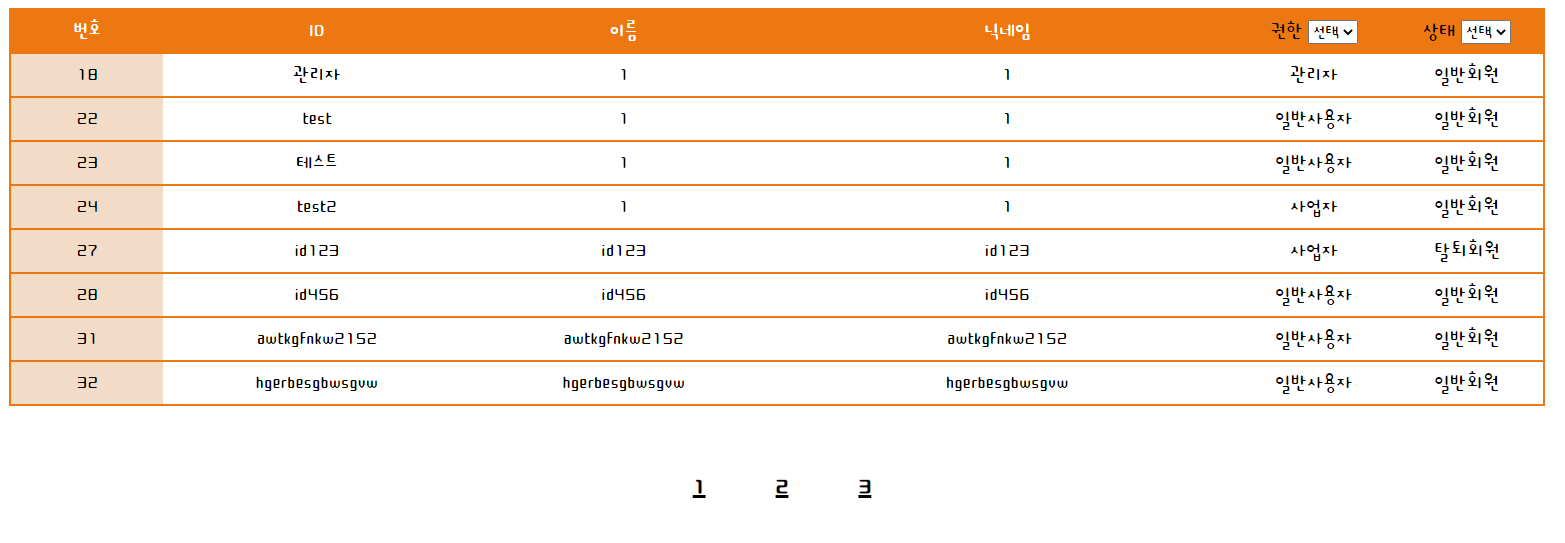 번호 ID 이름 닉네임 권한 선택 상태 선택
18 관리자 1 1 관리자 일반회원
22 test 1 1 일반사용자 일반회원
23 테스트 1 1 일반사용자 일반회원
24 test2 1 1 사업자 일반회원
27 id123 id123 id123 사업자 탈퇴회원
28 id456 id456 id456 일반사용자 일반회원
31 awtkgfnkw2152 awtkgfnkw2152 awtkgfnkw2152 일반사용자 일반회원
32 hgerbesgbwsgvw hgerbesgbwsgvw hgerbesgbwsgvw 일반사용자 일반회원
1 2 3